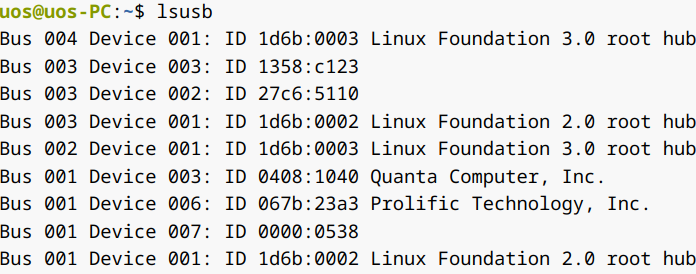 uos@uos-PC:~$ lsusb
Bus 004 Device 001: ID 1d6b:0003 Linux Foundation 3.0 root hub
Bus 003 Device 003: ID 1358:c123
Bus 003 Device 002: ID 27c6:5110
Bus 003 Device 001: ID 1d6b:0002 Linux Foundation 2.0 root hub
Bus 002 Device 001: ID 1d6b:0003 Linux Foundation 3.0 root hub
Bus 001 Device 003: ID 0408:1040 Quanta Computer, Inc.
Bus 001 Device 006: ID 067b:23a3 Prolific Technology, Inc.
Bus 001 Device 007: ID 0000:0538
Bus 001 Device 001: ID 1d6b:0002 Linux Foundation 2.0 root hub